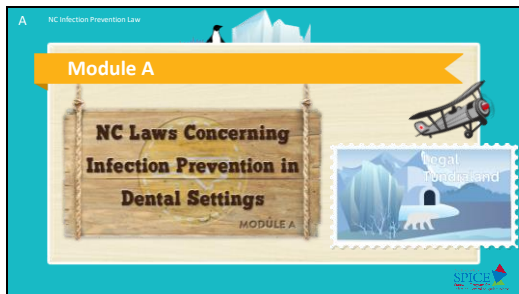 A NC Infection Prevention Law
Module A
NC Laws Concerning
Infection Prevention in
Dental Settings
MODULE A
Legal
Tundraland
SPICE